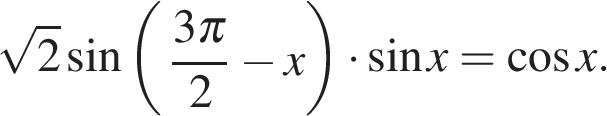 √2 sin(3π/2 − x) · sin x = cos x.